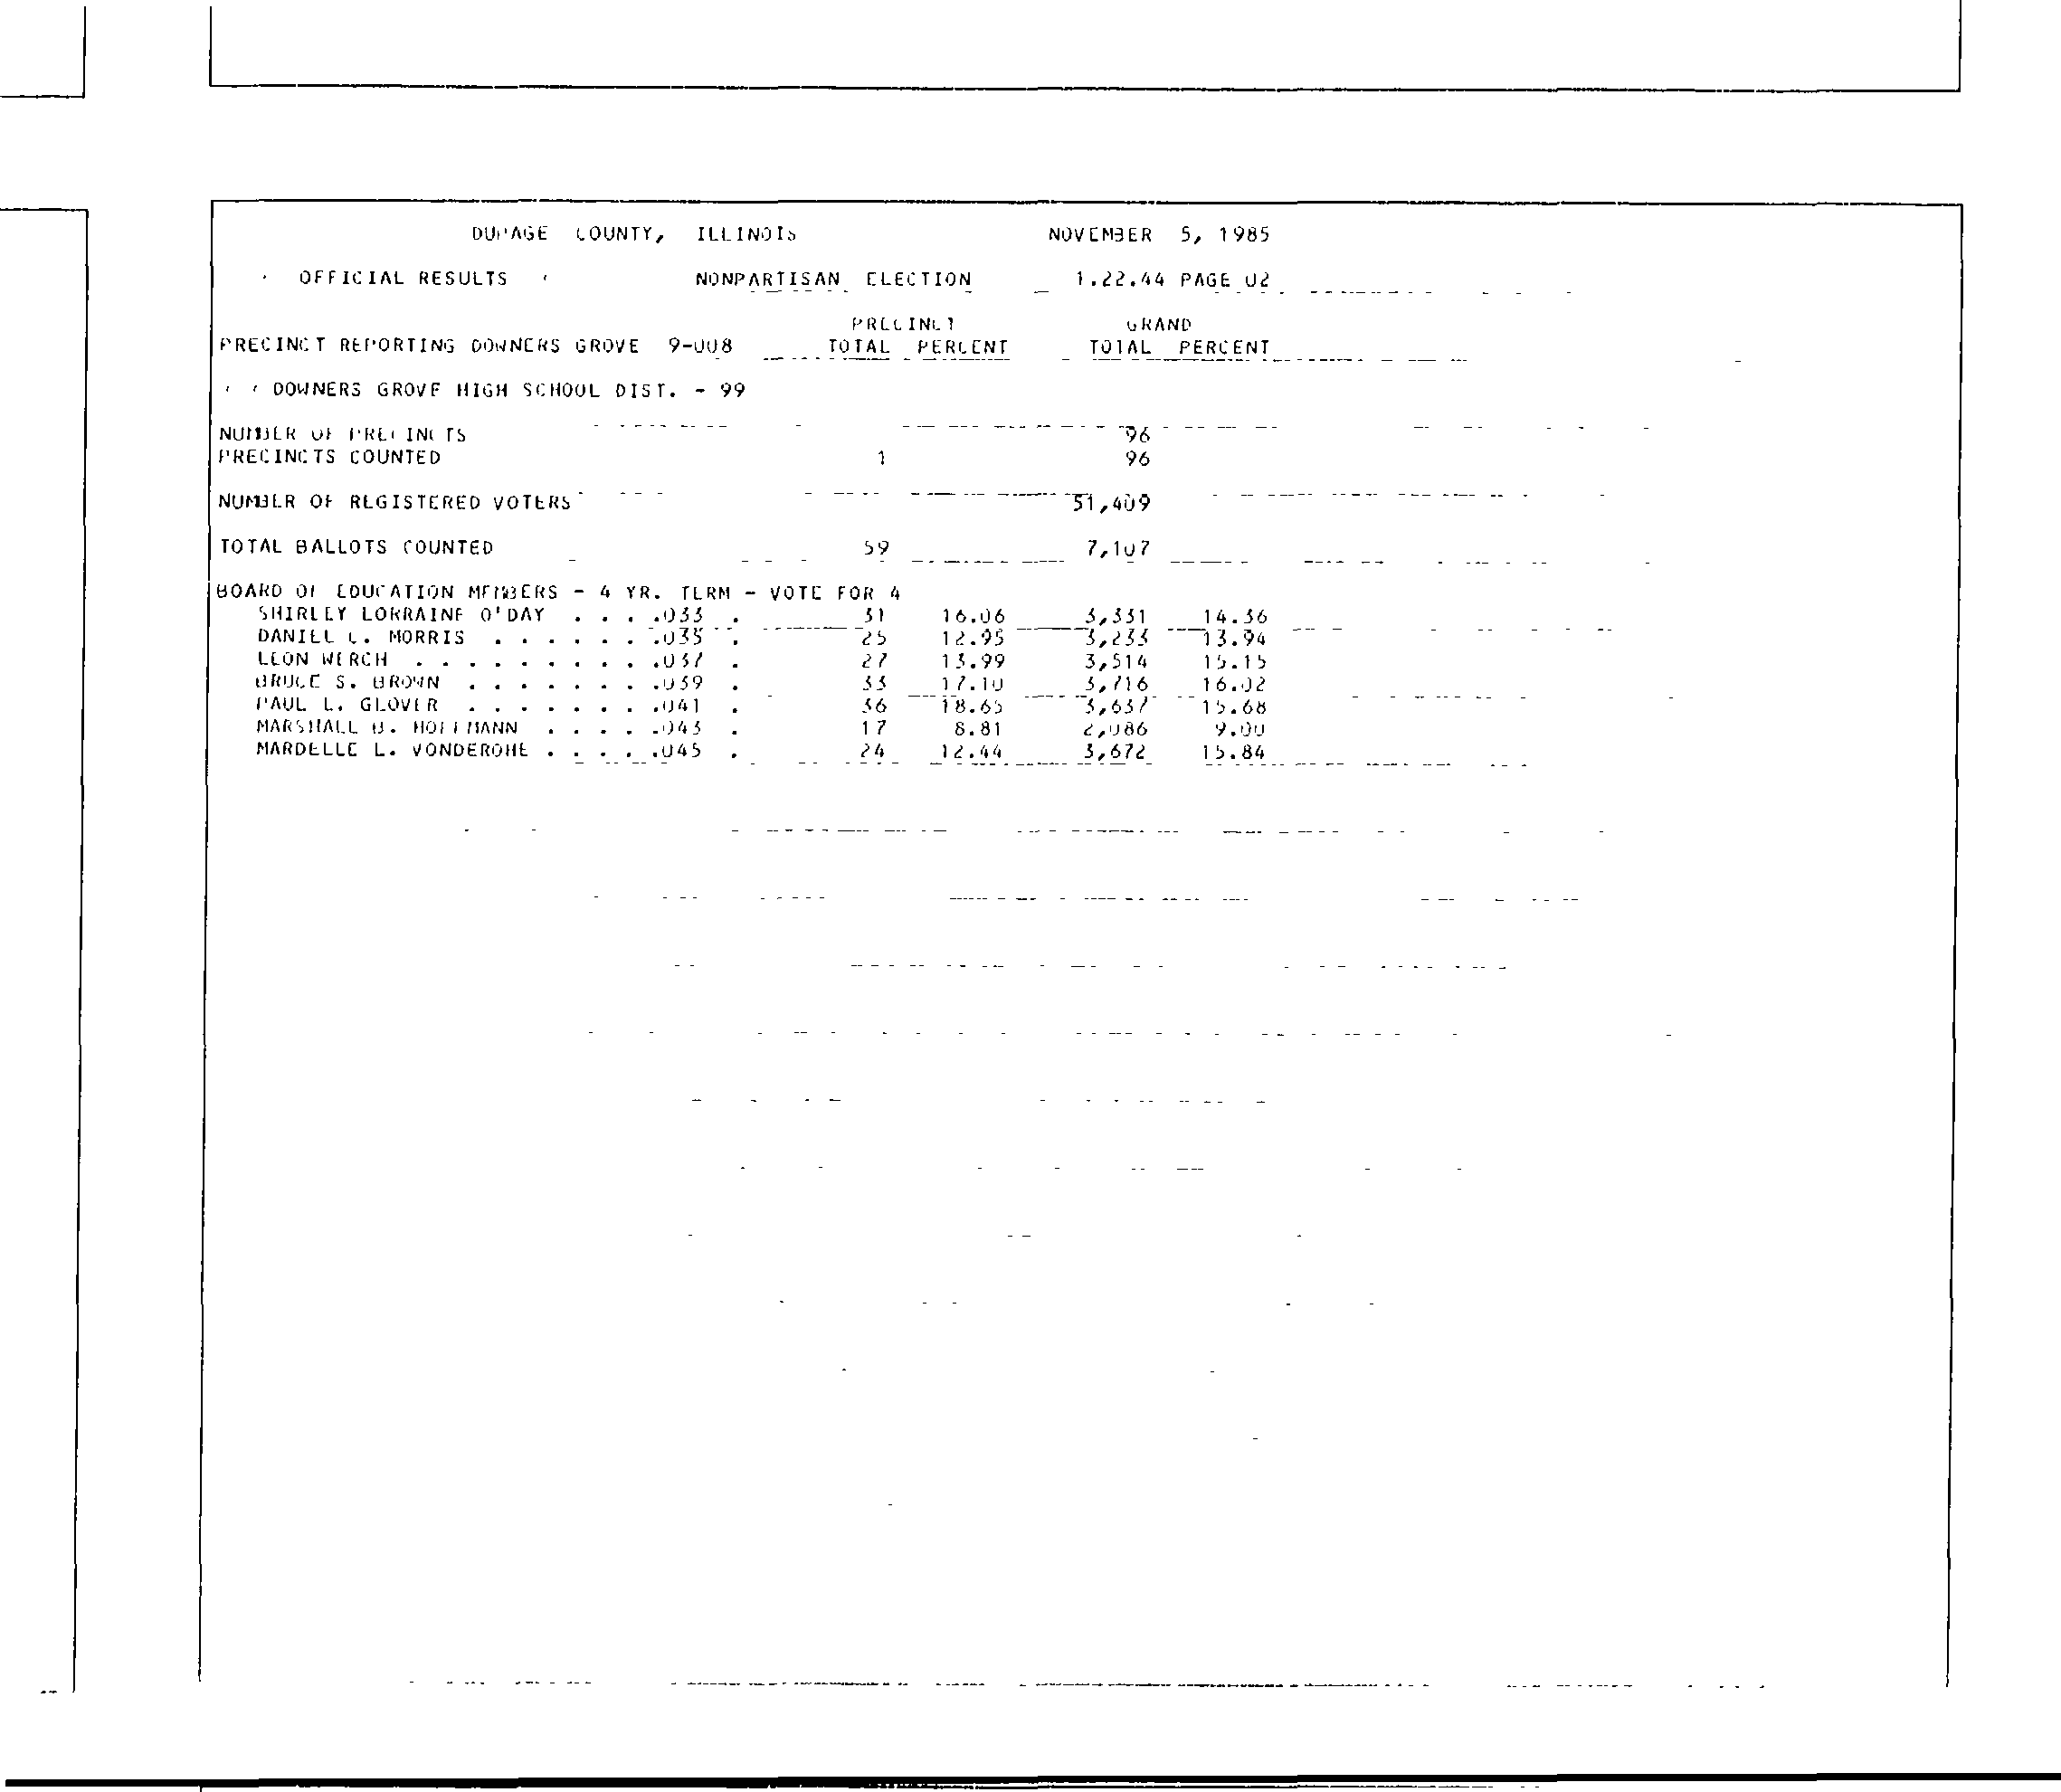 DUPAGE COUNTY, ILLINOIS NOVEMBER 5, 1985
OFFICIAL RESULTS NONPARTISAN ELECTION 1.22.44 PAGE 02
PRECINCT GRAND
PRECINCT REPORTING DOWNERS GROVE 9-008 TOTAL PERCENT TOTAL PERCENT
DOWNERS GROVE HIGH SCHOOL DIST. - 99
NUMBER OF PRECINCTS 96
PRECINCTS COUNTED 1 96
NUMBER OF REGISTERED VOTERS 51,409
TOTAL BALLOTS COUNTED 59 7,107
BOARD OF EDUCATION MEMBERS - 4 YR. TERM - VOTE FOR 4
SHIRLEY LORRAINE O'DAY . . . .033 . 31 16.06 3,331 14.36
DANIEL C. MORRIS . . . . . . .035 . 25 12.95 3,233 13.94
LEON WERCH . . . . . . . . . .037 . 27 13.99 3,514 15.15
BRUCE S. BROWN . . . . . . . .039 . 33 17.10 3,716 16.02
PAUL L. GLOVER . . . . . . . .041 . 36 18.65 3,637 15.68
MARSHALL B. HOFFMANN . . . . .043 . 17 8.81 2,086 9.00
MARDELLE L. VONDEROHE . . . . .045 . 24 12.44 3,672 15.84